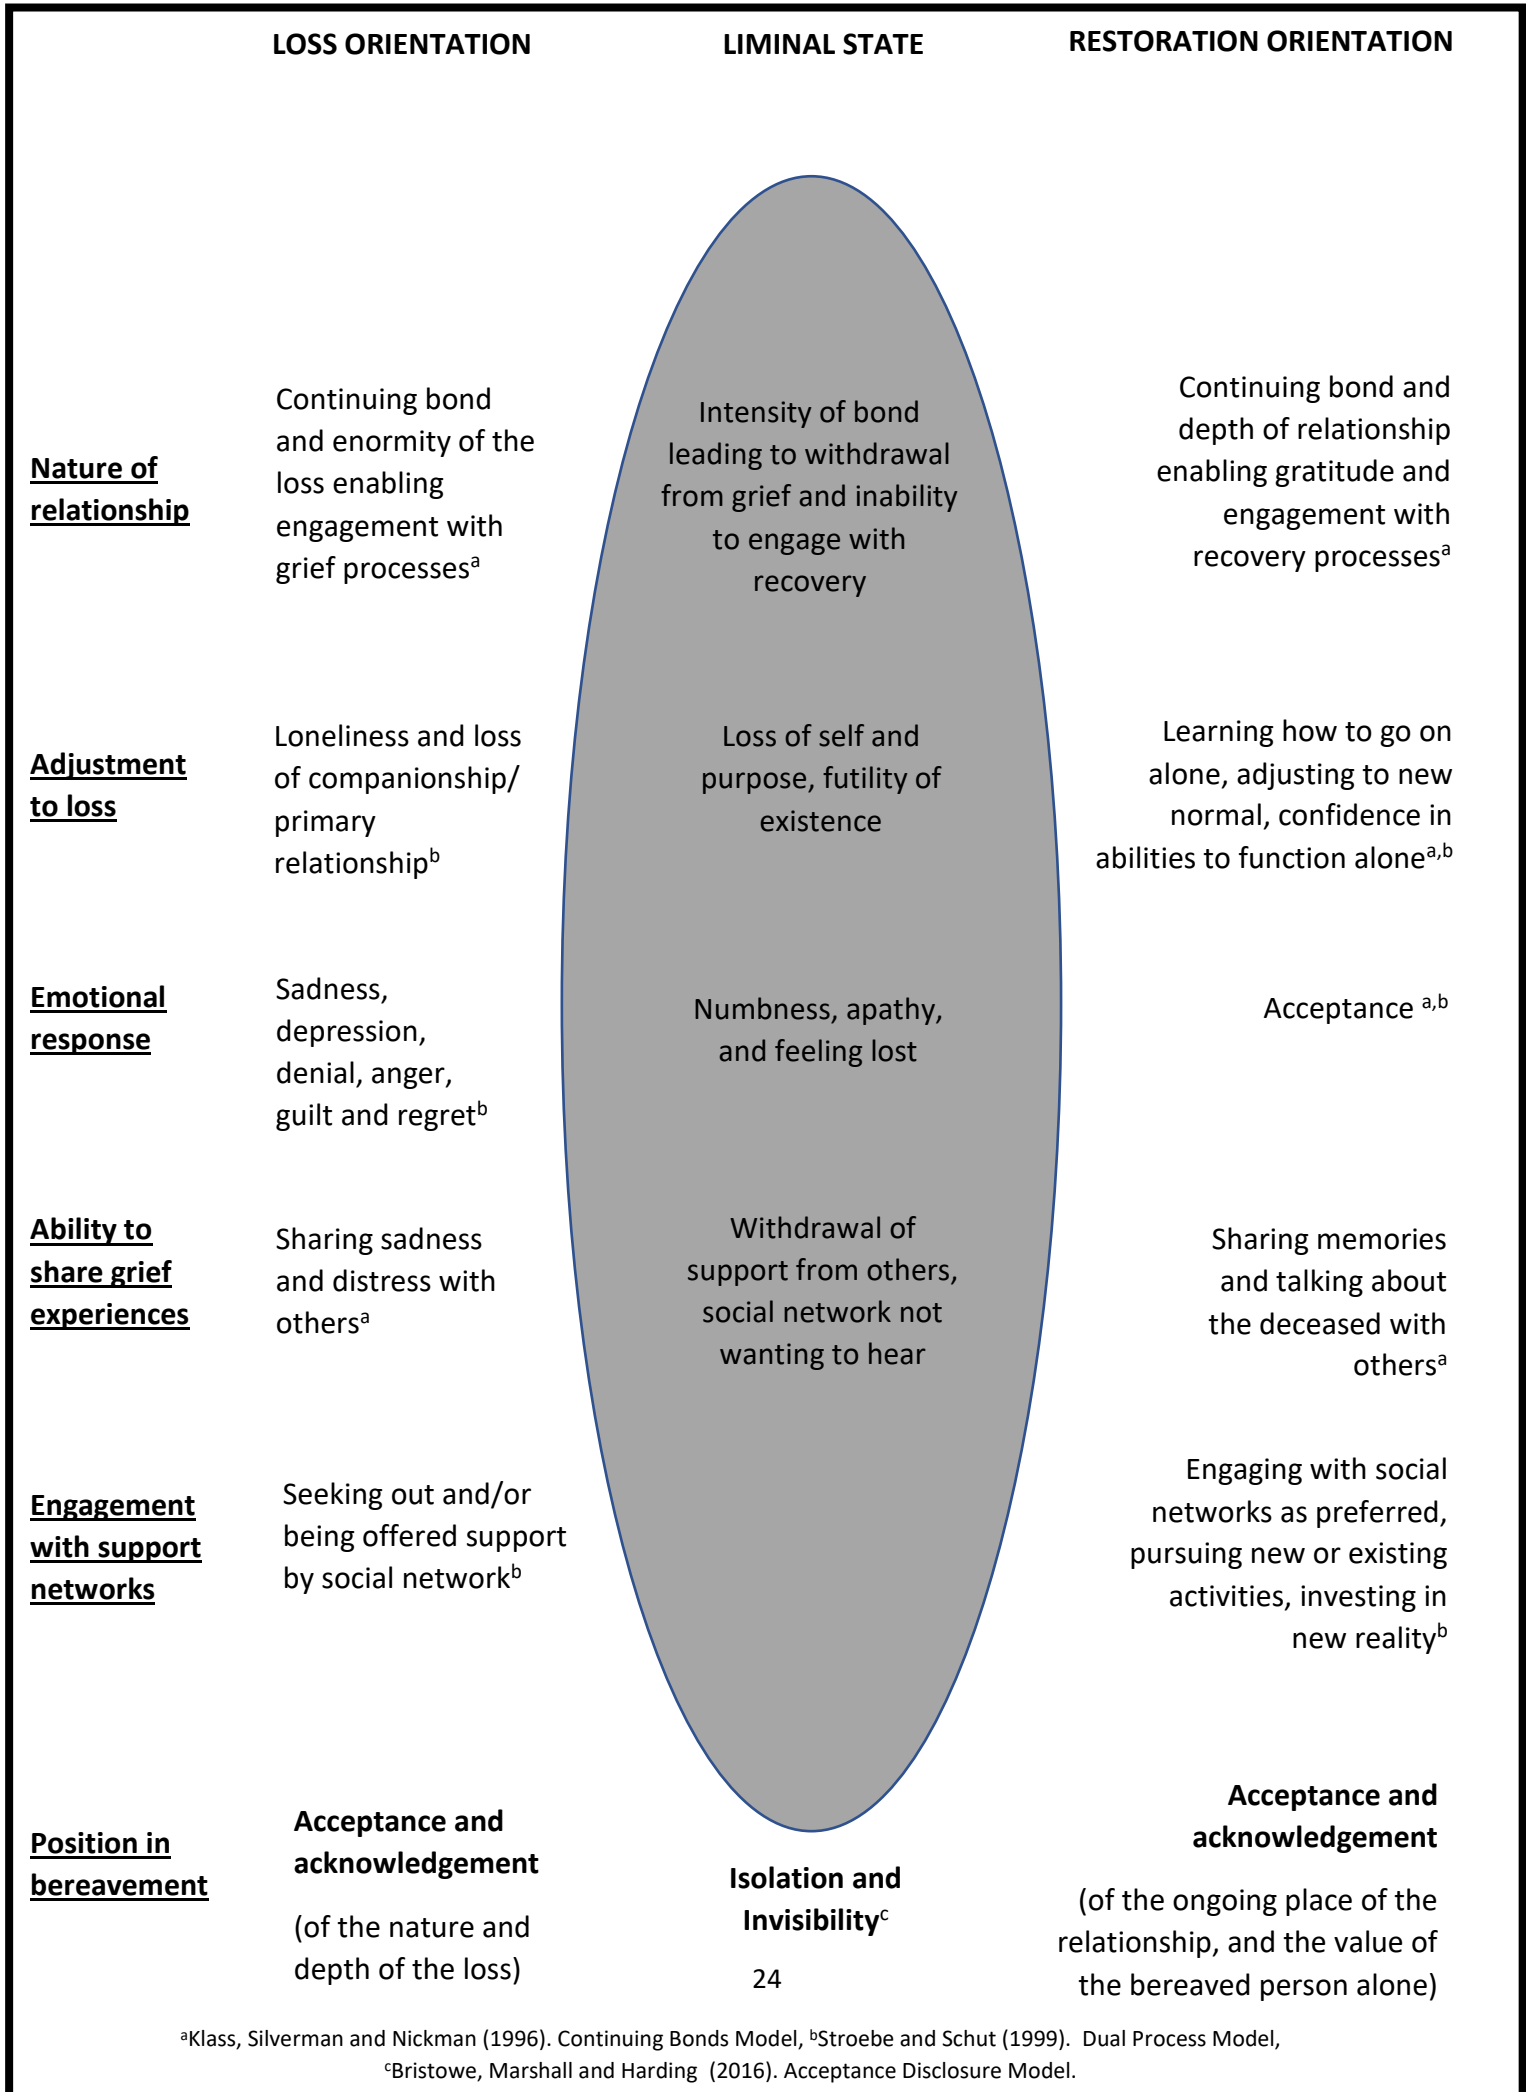 LOSS ORIENTATION
LIMINAL STATE
RESTORATION ORIENTATION
Nature of
relationship
Continuing bond
and enormity of the
loss enabling
engagement with
grief processesᵃ
Intensity of bond
leading to withdrawal
from grief and inability
to engage with
recovery
Continuing bond and
depth of relationship
enabling gratitude and
engagement with
recovery processesᵃ
Adjustment
to loss
Loneliness and loss
of companionship/
primary
relationshipᵇ
Loss of self and
purpose, futility of
existence
Learning how to go on
alone, adjusting to new
normal, confidence in
abilities to function aloneᵃ,ᵇ
Emotional
response
Sadness,
depression,
denial, anger,
guilt and regretᵇ
Numbness, apathy,
and feeling lost
Acceptance ᵃ,ᵇ
Ability to
share grief
experiences
Sharing sadness
and distress with
othersᵃ
Withdrawal of
support from others,
social network not
wanting to hear
Sharing memories
and talking about
the deceased with
othersᵃ
Engagement
with support
networks
Seeking out and/or
being offered support
by social networkᵇ
Engaging with social
networks as preferred,
pursuing new or existing
activities, investing in
new realityᵇ
Position in
bereavement
Acceptance and
acknowledgement
(of the nature and
depth of the loss)
Isolation and
Invisibilityᶜ
24
Acceptance and
acknowledgement
(of the ongoing place of the
relationship, and the value of
the bereaved person alone)
ᵃKlass, Silverman and Nickman (1996). Continuing Bonds Model, ᵇStroebe and Schut (1999). Dual Process Model,
ᶜBristowe, Marshall and Harding (2016). Acceptance Disclosure Model.